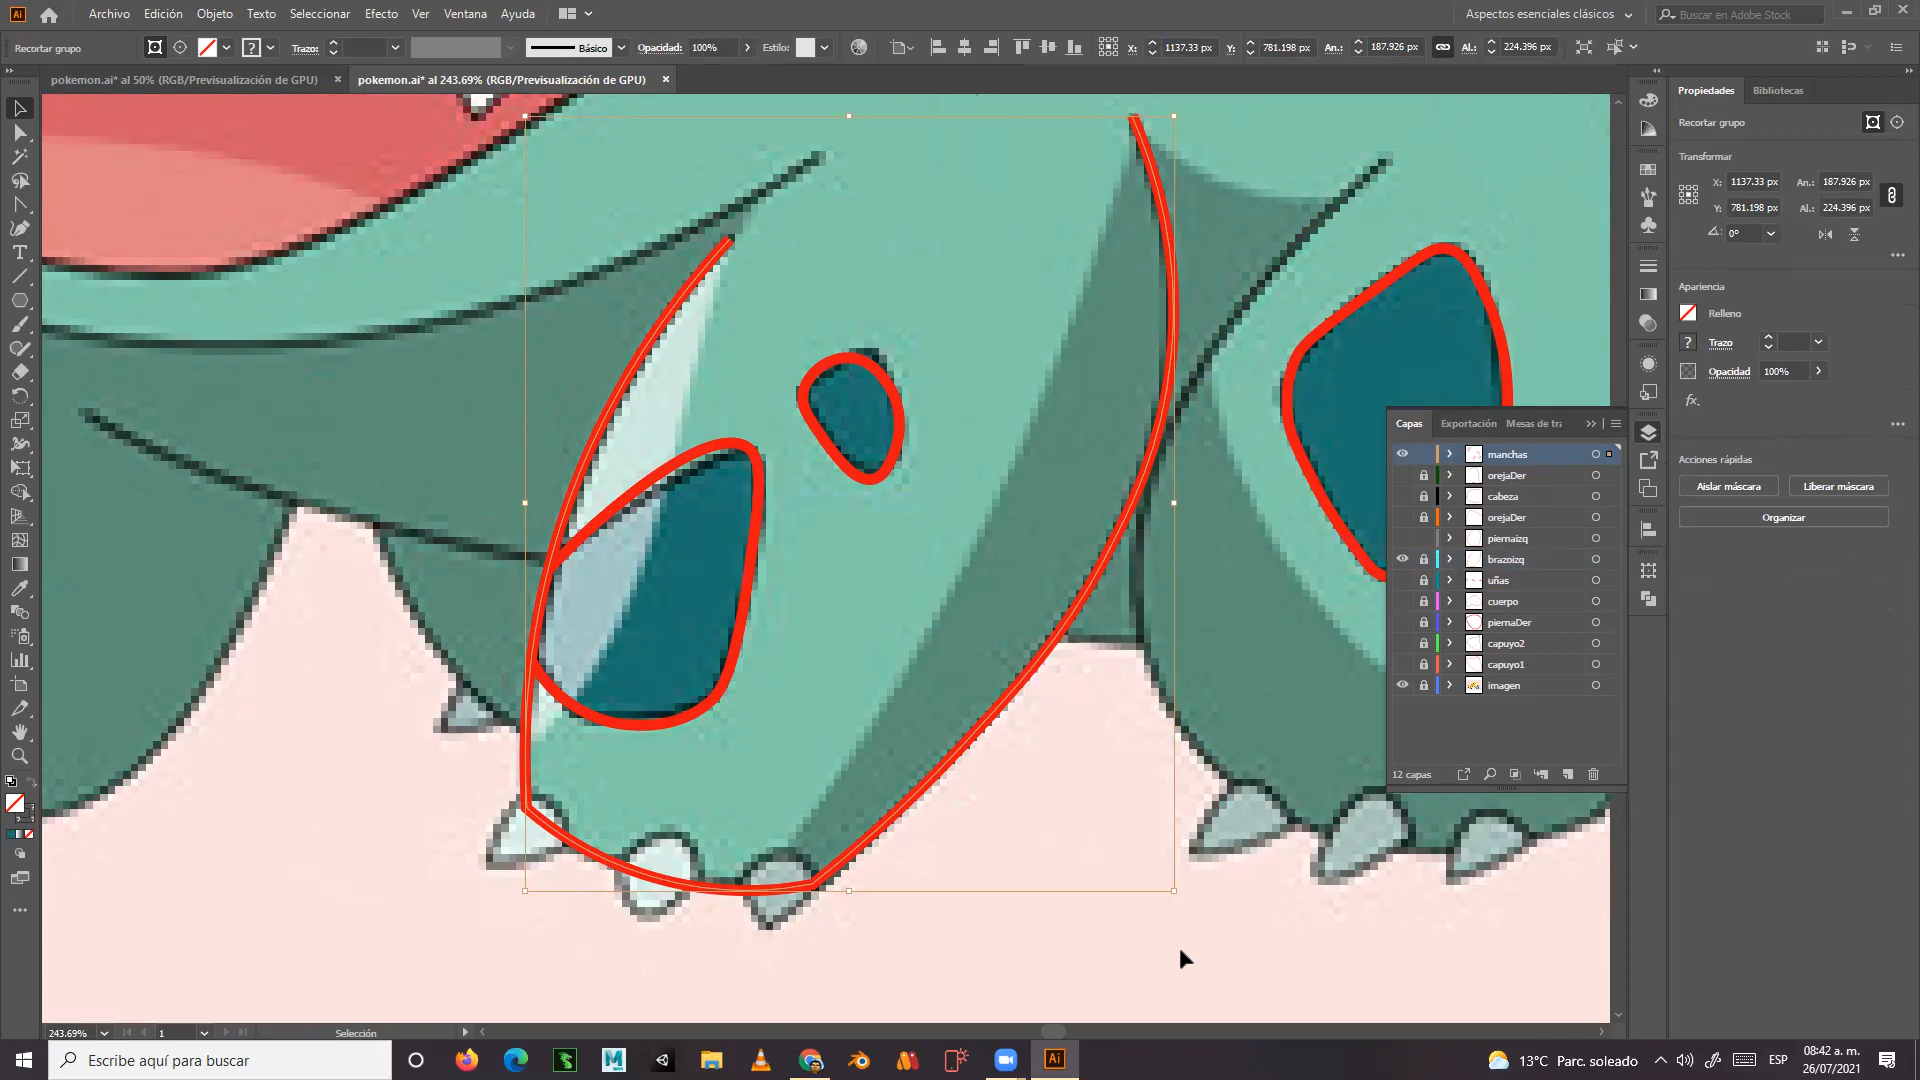 Ai Archivo Edición Objeto Texto Seleccionar Efecto Ver Ventana Ayuda Aspectos esenciales clásicos Buscar en Adobe Stock
Recortar grupo ? Trazo: Básico Opacidad: 100% Estilo: X: 1137.33 px Y: 781.198 px An.: 187.926 px Al.: 224.396 px
pokemon.ai* al 50% (RGB/Previsualización de GPU) × pokemon.ai* al 243.69% (RGB/Previsualización de GPU) ×
Propiedades Bibliotecas
Recortar grupo
Transformar
X: 1137.33 px An.: 187.926 px
Y: 781.198 px Al.: 224.396 px
0°
Apariencia
Relleno
? Trazo
Opacidad 100%
fx.
Acciones rápidas
Aislar máscara Liberar máscara
Organizar
Capas Exportación Mesas de tra
manchas
orejaDer
cabeza
orejaDer
piernaizq
brazoizq
uñas
cuerpo
piernaDer
capuyo2
capuyo1
imagen
12 capas
243.69% 1 Selección
Escribe aquí para buscar Ai 13°C Parc. soleado ESP 08:42 a. m.
26/07/2021